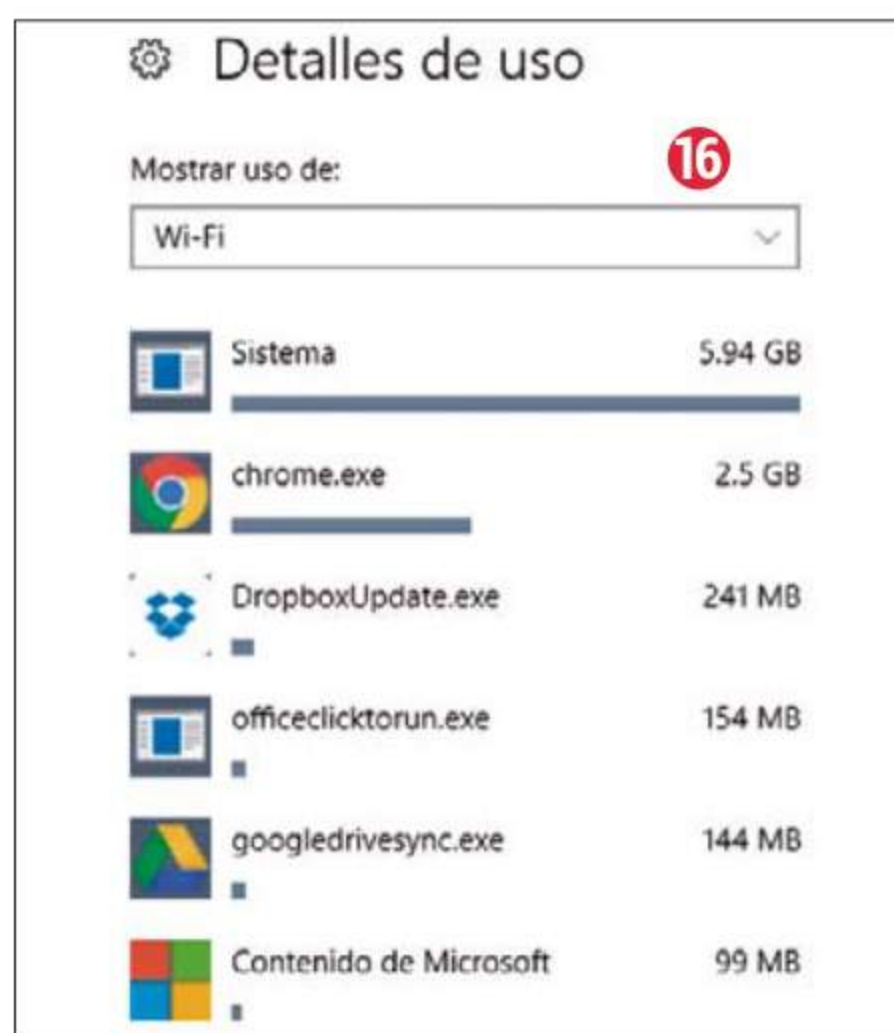 Detalles de uso
Mostrar uso de:
16
Wi-Fi
Sistema 5.94 GB
chrome.exe 2.5 GB
DropboxUpdate.exe 241 MB
officeclicktorun.exe 154 MB
googledrivesync.exe 144 MB
Contenido de Microsoft 99 MB